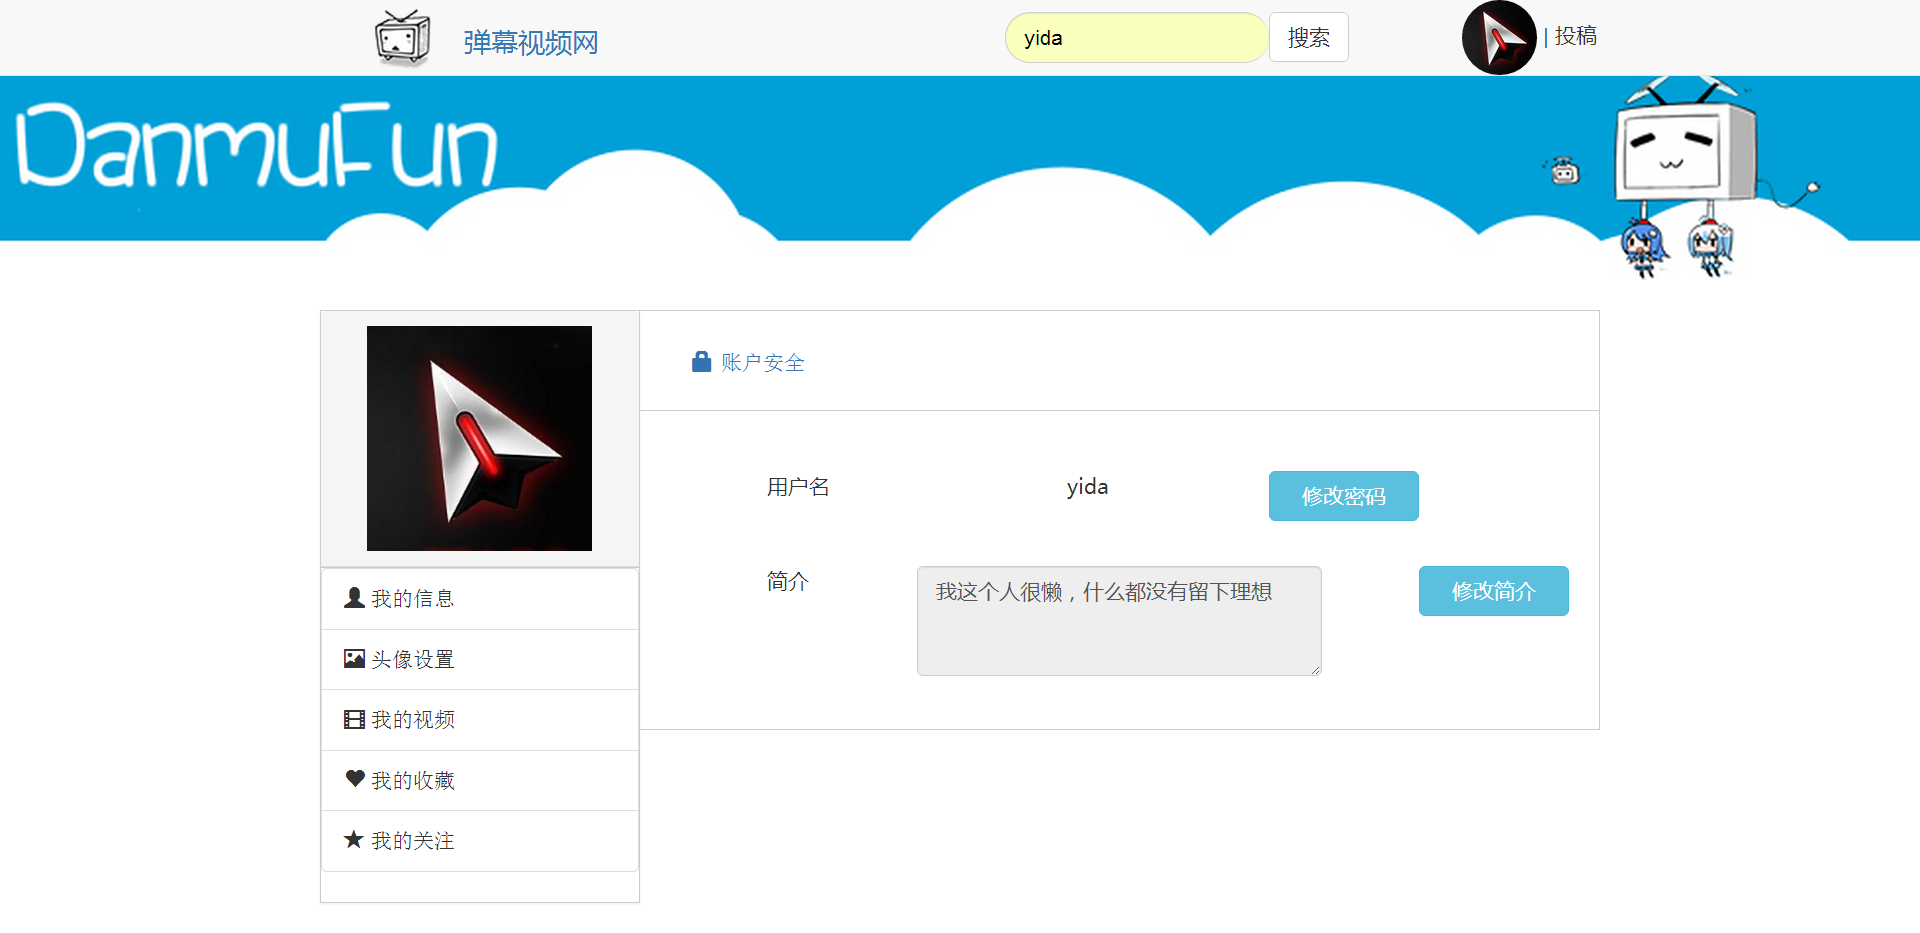 弹幕视频网
yida
搜索
| 投稿
DanmuFun
账户安全
用户名
yida
修改密码
简介
我这个人很懒，什么都没有留下理想
修改简介
我的信息
头像设置
我的视频
我的收藏
我的关注